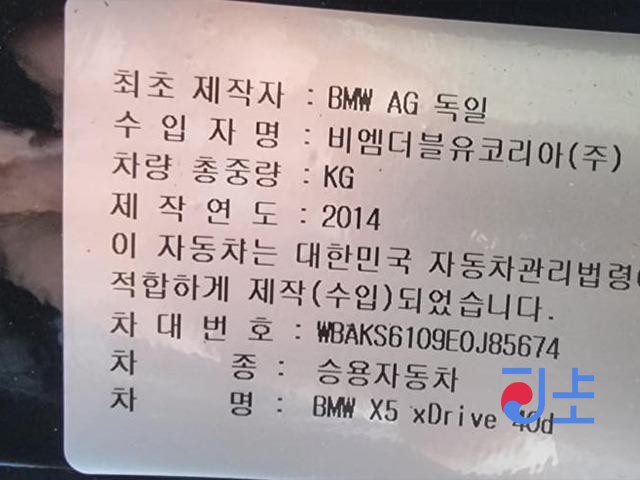 최초 제작자 : BMW AG 독일
수 입 자 명 : 비엠더블유코리아(주)
차량 총중량 : KG
제 작 연 도 : 2014
이 자동차는 대한민국 자동차관리법령에
적합하게 제작(수입)되었습니다.
차 대 번 호 : WBAKS6109E0J85674
차 종 : 승용자동차
차 명 : BMW X5 xDrive 40d